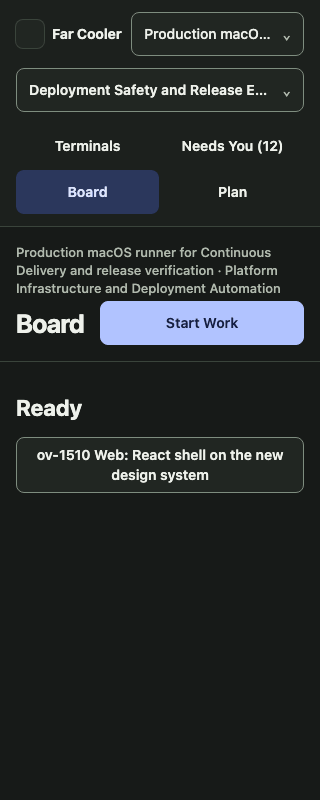 Far Cooler
Production macO...
Deployment Safety and Release E...
Terminals
Needs You (12)
Board
Plan
Production macOS runner for Continuous
Delivery and release verification · Platform
Infrastructure and Deployment Automation
Board
Start Work
Ready
ov-1510 Web: React shell on the new
design system